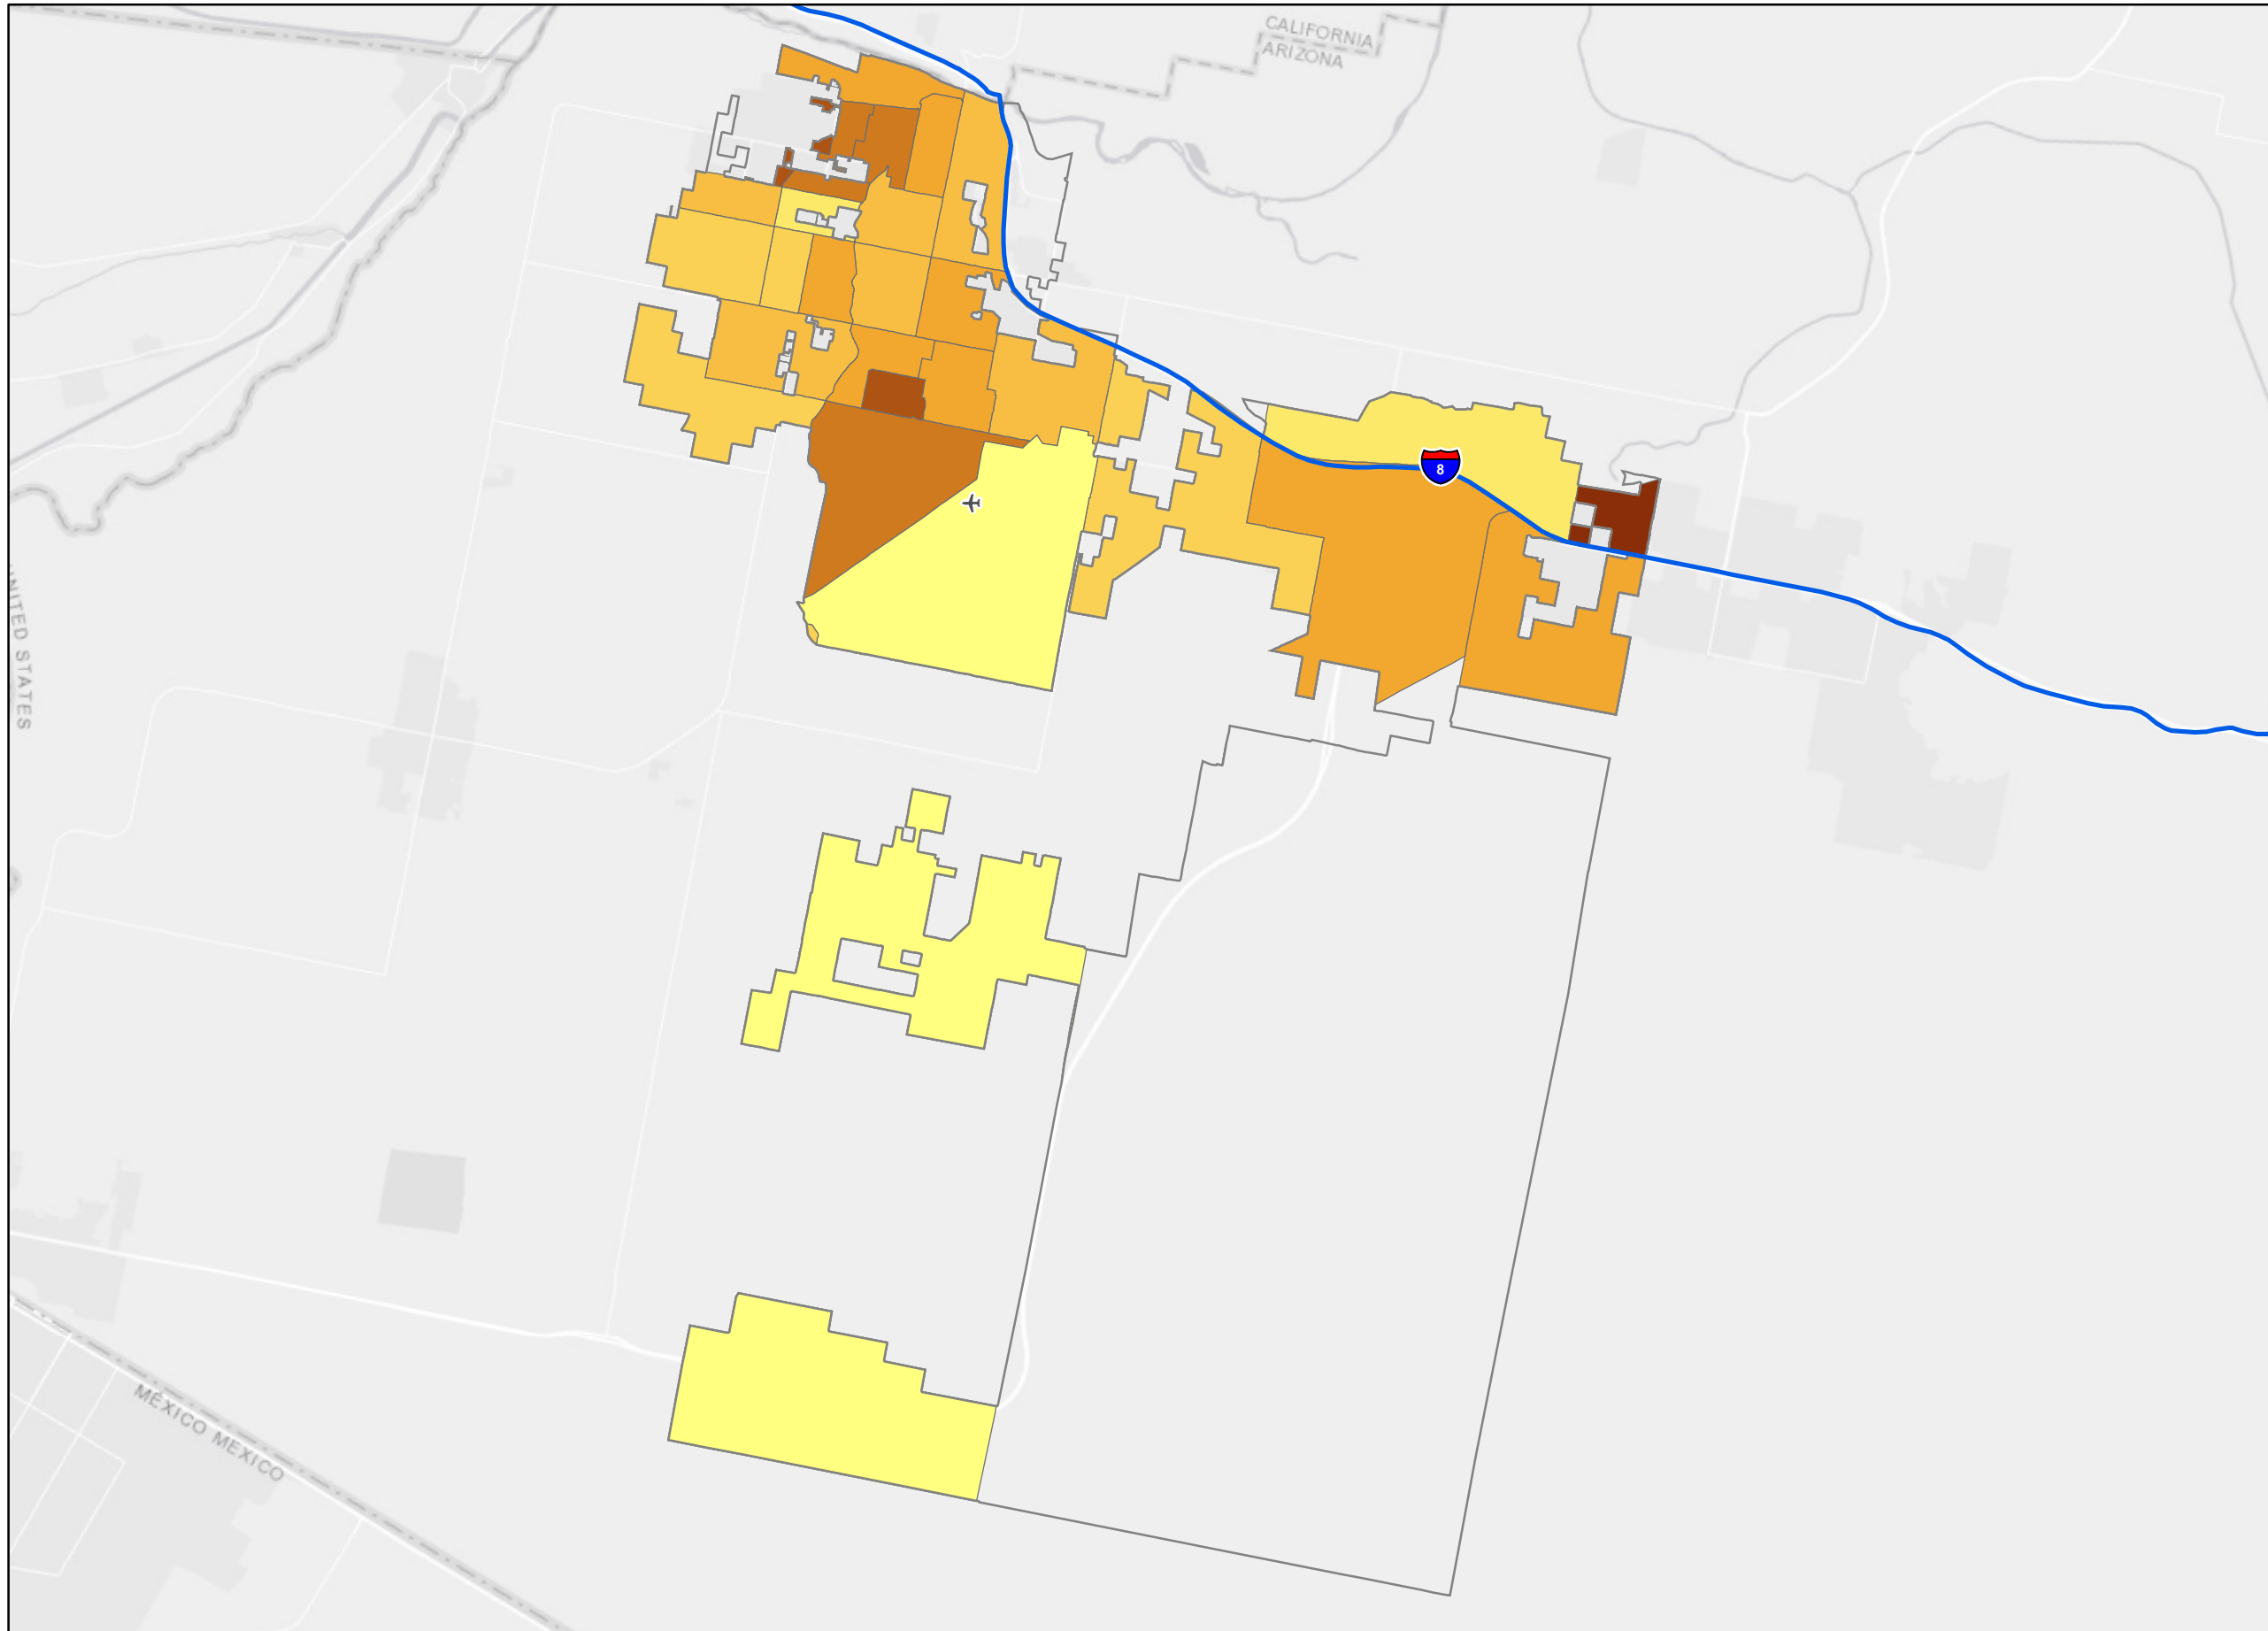 CALIFORNIA
ARIZONA
8
UNITED STATES
MÉXICO MEXICO